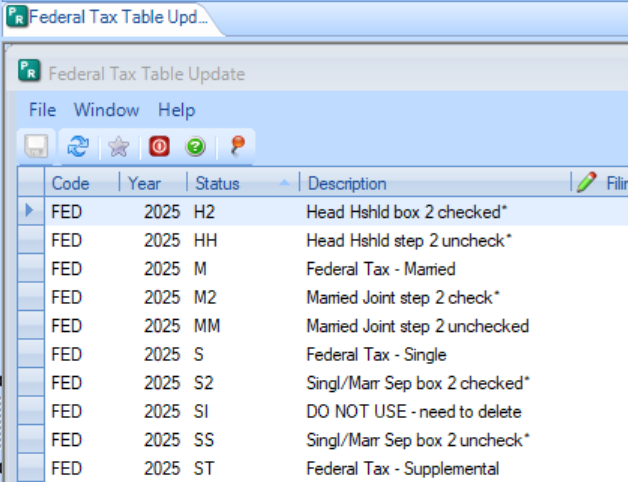 PR Federal Tax Table Upd...
PR Federal Tax Table Update
File Window Help
Code Year Status Description Filin
FED 2025 H2 Head Hshld box 2 checked*
FED 2025 HH Head Hshld step 2 uncheck*
FED 2025 M Federal Tax - Married
FED 2025 M2 Married Joint step 2 check*
FED 2025 MM Married Joint step 2 unchecked
FED 2025 S Federal Tax - Single
FED 2025 S2 Singl/Marr Sep box 2 checked*
FED 2025 SI DO NOT USE - need to delete
FED 2025 SS Singl/Marr Sep box 2 uncheck*
FED 2025 ST Federal Tax - Supplemental